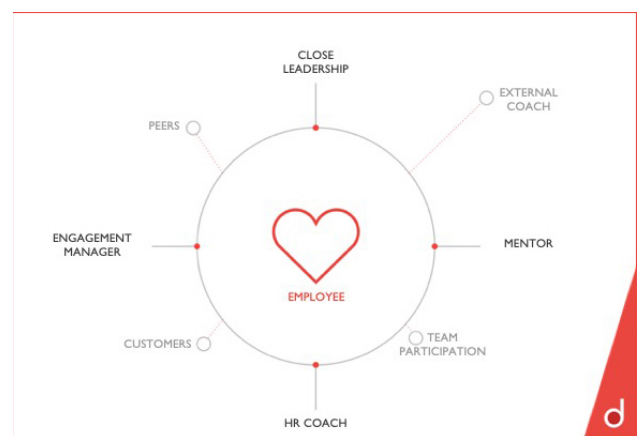 CLOSE
LEADERSHIP
EXTERNAL
COACH
PEERS
ENGAGEMENT
MANAGER
MENTOR
EMPLOYEE
CUSTOMERS
TEAM
PARTICIPATION
HR COACH
d